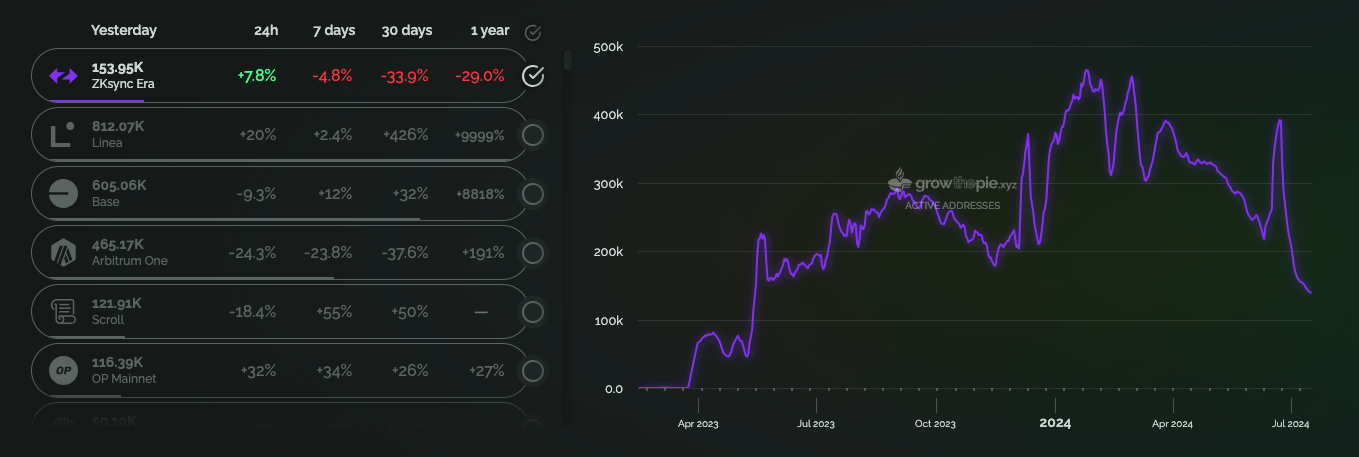 Yesterday 24h 7 days 30 days 1 year
153.95K
ZKsync Era
+7.8% -4.8% -33.9% -29.0%
812.07K
Linea
+20% +2.4% +426% +9999%
605.06K
Base
-9.3% +12% +32% +8818%
465.17K
Arbitrum One
-24.3% -23.8% -37.6% +191%
121.91K
Scroll
-18.4% +55% +50% —
OP
116.39K
OP Mainnet
+32% +34% +26% +27%
50.10K
500k
400k
300k
200k
100k
0.0
growthepie.xyz
ACTIVE ADDRESSES
Apr 2023 Jul 2023 Oct 2023 2024 Apr 2024 Jul 2024